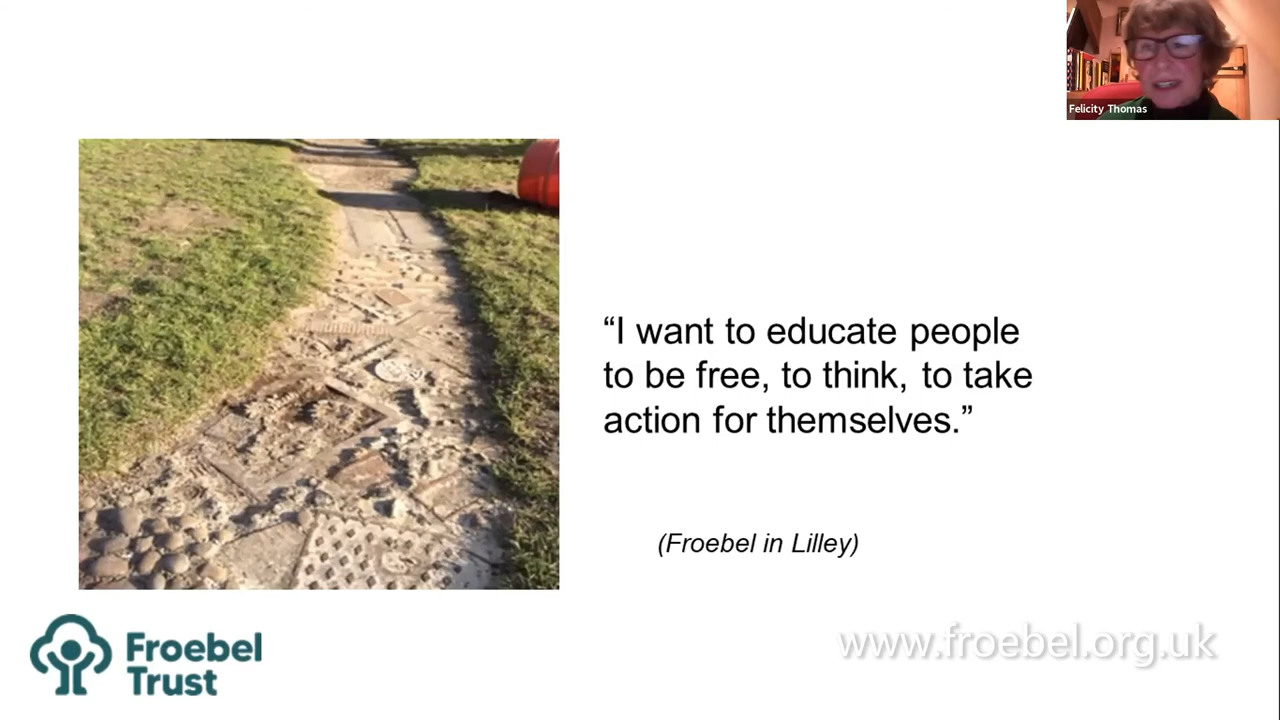 Felicity Thomas
“I want to educate people
to be free, to think, to take
action for themselves.”
(Froebel in Lilley)
Froebel
Trust
www.froebel.org.uk